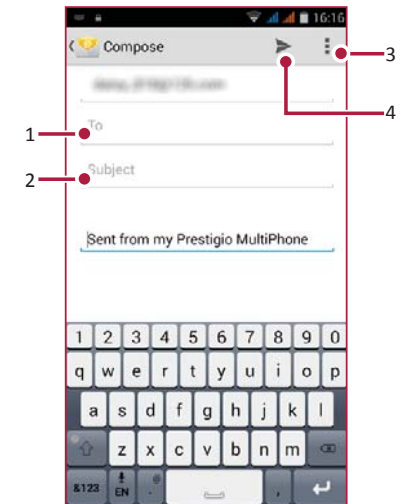 16:16
Compose
3
4
1
To
2
Subject
Sent from my Prestigio MultiPhone
1 2 3 4 5 6 7 8 9 0
q w e r t y u i o p
a s d f g h j k l
z x c v b n m
&123 EN . ,